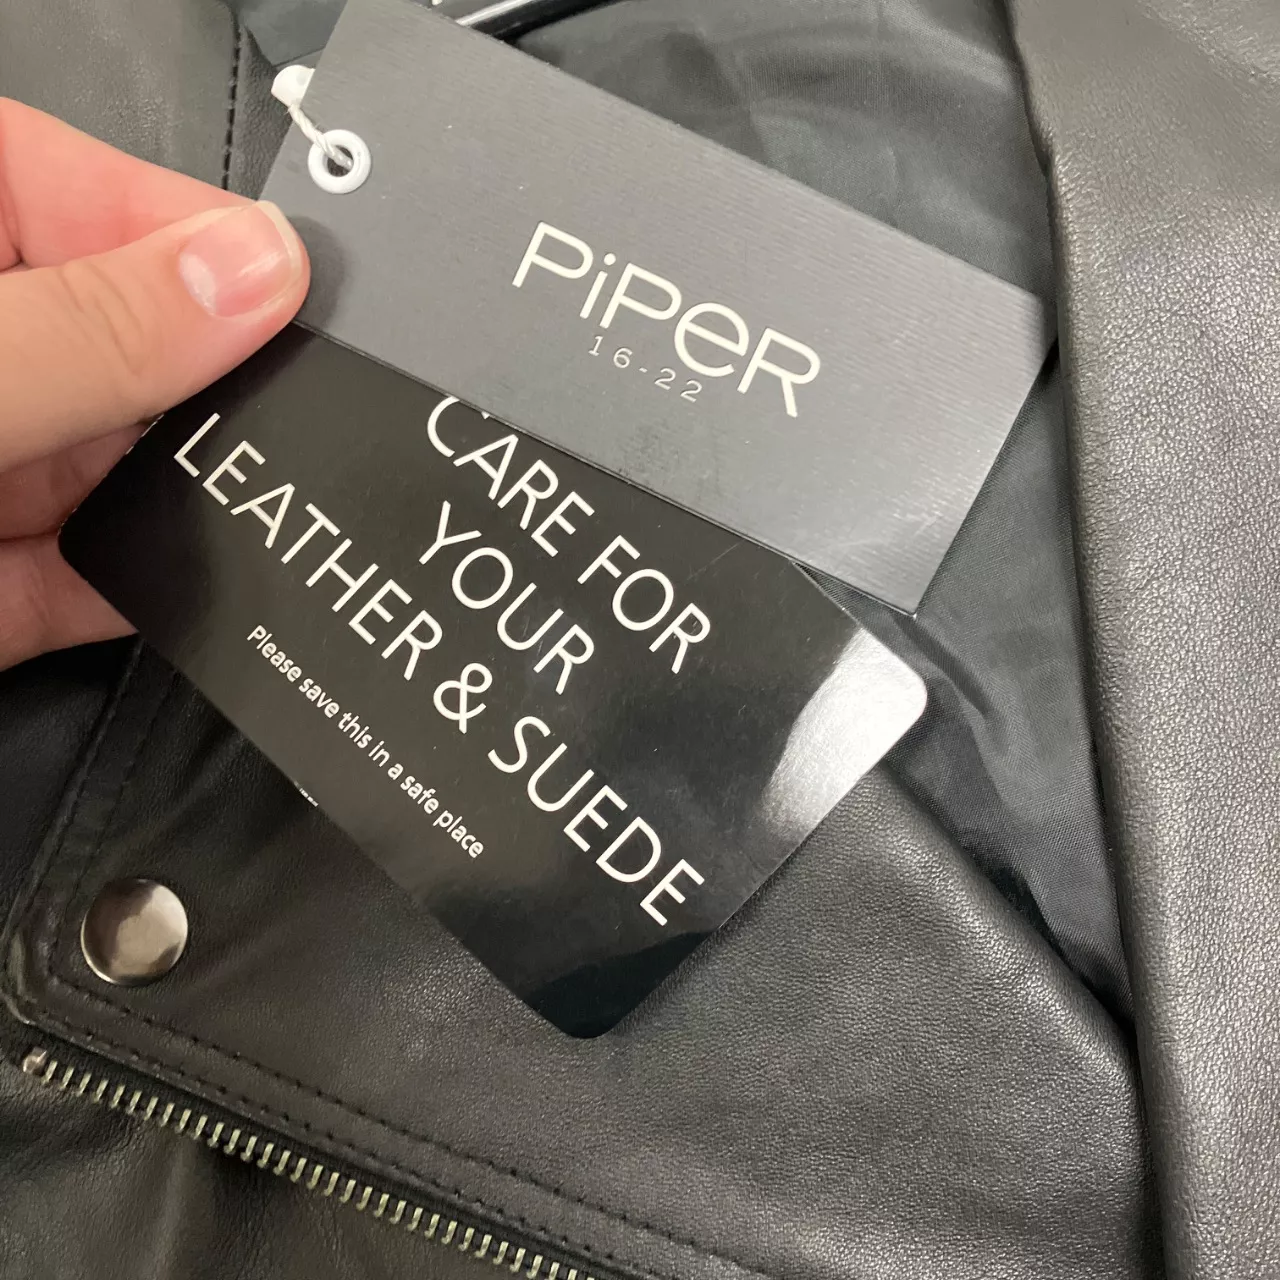 PiPER
16-22
CARE FOR
YOUR
LEATHER & SUEDE
Please save this in a safe place